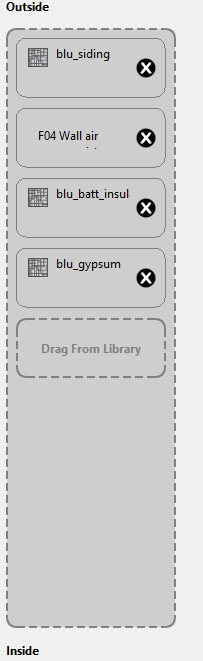 Outside
blu_siding
F04 Wall air
blu_batt_insul
blu_gypsum
Drag From Library
Inside